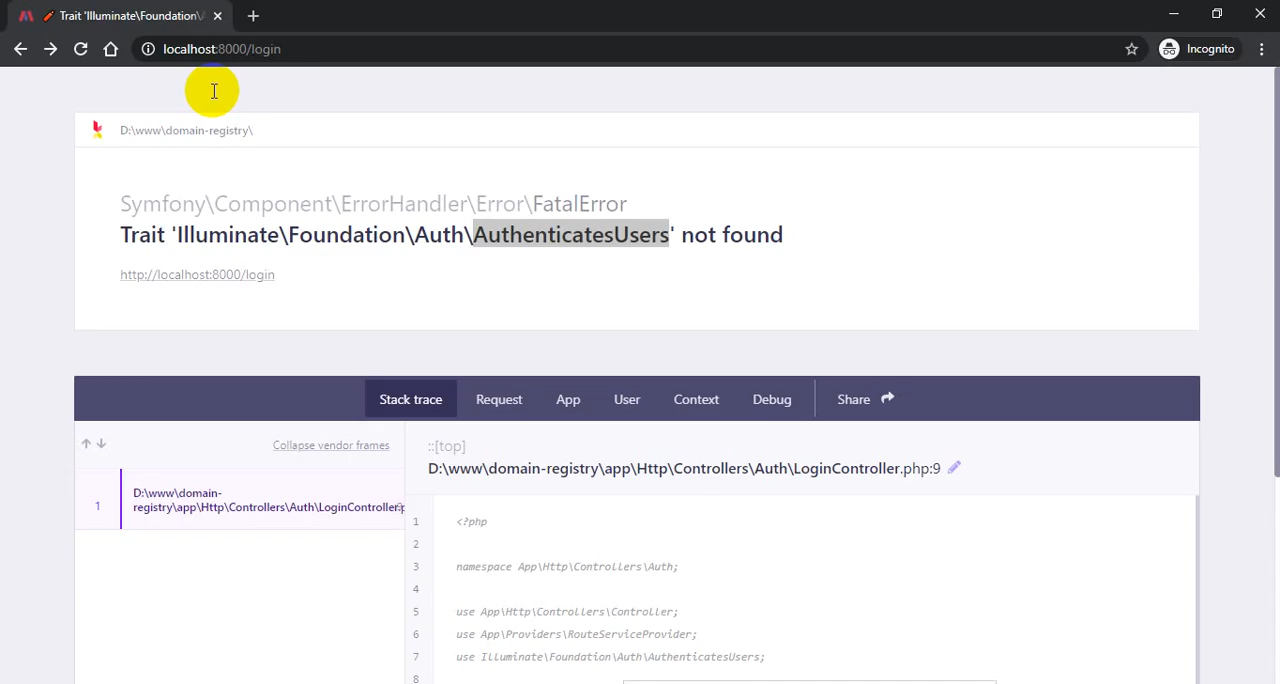 Trait 'Illuminate\Foundation\A
localhost:8000/login
Incognito
D:\www\domain-registry\
Symfony\Component\ErrorHandler\Error\FatalError
Trait 'Illuminate\Foundation\Auth\AuthenticatesUsers' not found
http://localhost:8000/login
Stack trace Request App User Context Debug Share
Collapse vendor frames
::[top]
D:\www\domain-registry\app\Http\Controllers\Auth\LoginController.php:9
1
D:\www\domain-
registry\app\Http\Controllers\Auth\LoginController.p
1 <?php
2
3 namespace App\Http\Controllers\Auth;
4
5 use App\Http\Controllers\Controller;
6 use App\Providers\RouteServiceProvider;
7 use Illuminate\Foundation\Auth\AuthenticatesUsers;
8